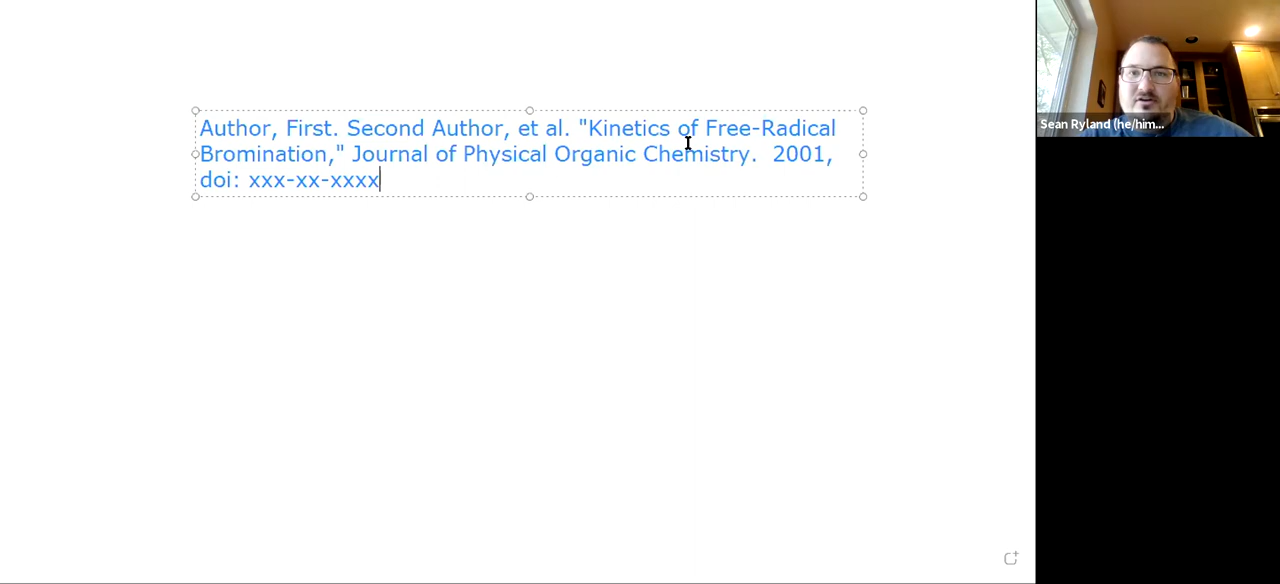 Author, First. Second Author, et al. "Kinetics of Free-Radical
Bromination," Journal of Physical Organic Chemistry.  2001,
doi: xxx-xx-xxxx
Sean Ryland (he/him...